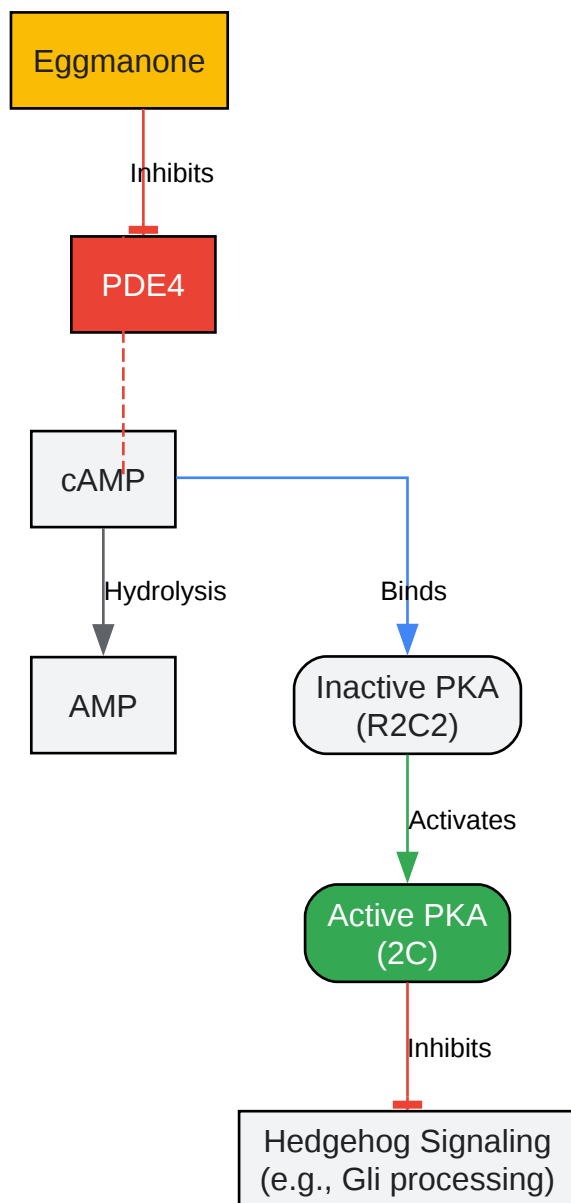 Eggmanone
Inhibits
PDE4
cAMP
Hydrolysis
Binds
AMP
Inactive PKA
(R2C2)
Activates
Active PKA
(2C)
Inhibits
Hedgehog Signaling
(e.g., Gli processing)